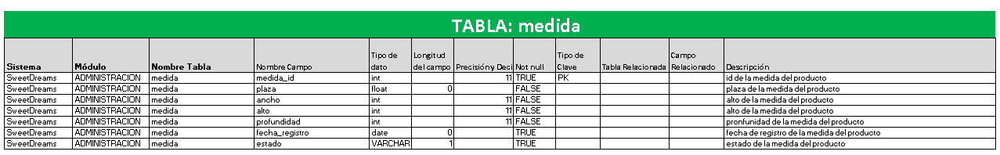 TABLA: medida
Sistema Módulo Nombre Tabla Nombre Campo Tipo de dato Longitud del campo Precisión y Deci Not null Tipo de Clave Tabla Relacionada Campo Relacionado Descripción
SweetDreams ADMINISTRACION medida medida_id int 11 TRUE PK id de la medida del producto
SweetDreams ADMINISTRACION medida plaza float 0 FALSE plaza de la medida del producto
SweetDreams ADMINISTRACION medida ancho int 11 FALSE alto de la medida del producto
SweetDreams ADMINISTRACION medida alto int 11 FALSE alto de la medida del producto
SweetDreams ADMINISTRACION medida profundidad int 11 FALSE pronfunidad de la medida del producto
SweetDreams ADMINISTRACION medida fecha_registro date 0 TRUE fecha de registro de la medida del producto
SweetDreams ADMINISTRACION medida estado VARCHAR 1 TRUE estado de la medida del producto